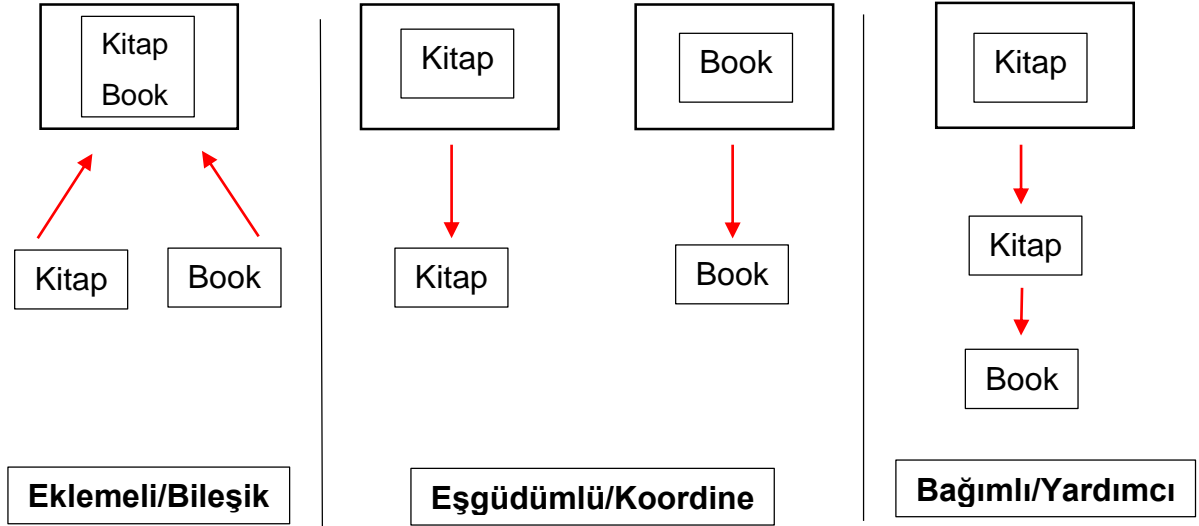 Kitap
Book
Kitap
Book
Eklemeli/Bileşik
Kitap
Book
Kitap
Book
Eşgüdümlü/Koordine
Kitap
Kitap
Book
Bağımlı/Yardımcı